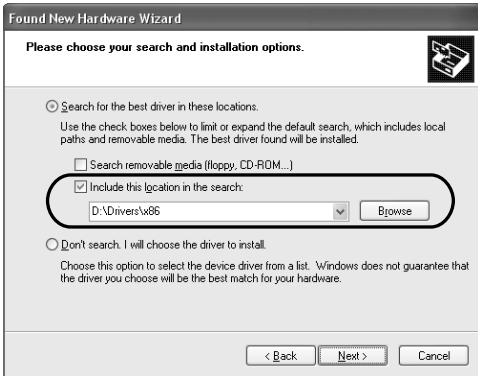 Found New Hardware Wizard
Please choose your search and installation options.
Search for the best driver in these locations.
Use the check boxes below to limit or expand the default search, which includes local
paths and removable media. The best driver found will be installed.
Search removable media (floppy, CD-ROM...)
Include this location in the search:
D:\Drivers\x86
Browse
Don't search. I will choose the driver to install.
Choose this option to select the device driver from a list. Windows does not guarantee that
the driver you choose will be the best match for your hardware.
< Back
Next >
Cancel